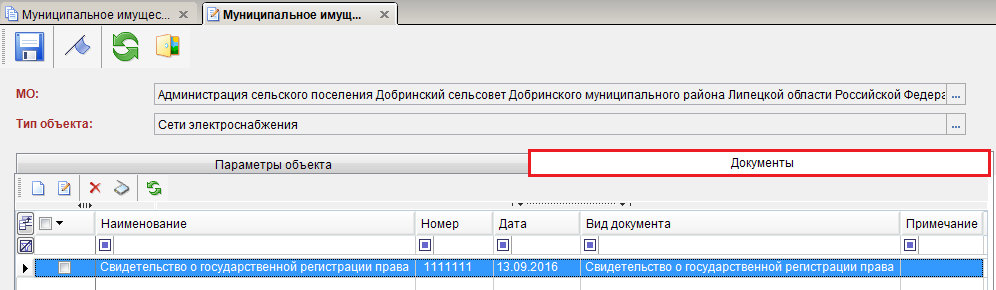 Муниципальное имущес... Муниципальное имущ...
МО: Администрация сельского поселения Добринский сельсовет Добринского муниципального района Липецкой области Российской Федера ...
Тип объекта: Сети электроснабжения ...
Параметры объекта Документы
Наименование Номер Дата Вид документа Примечание
Свидетельство о государственной регистрации права 1111111 13.09.2016 Свидетельство о государственной регистрации права